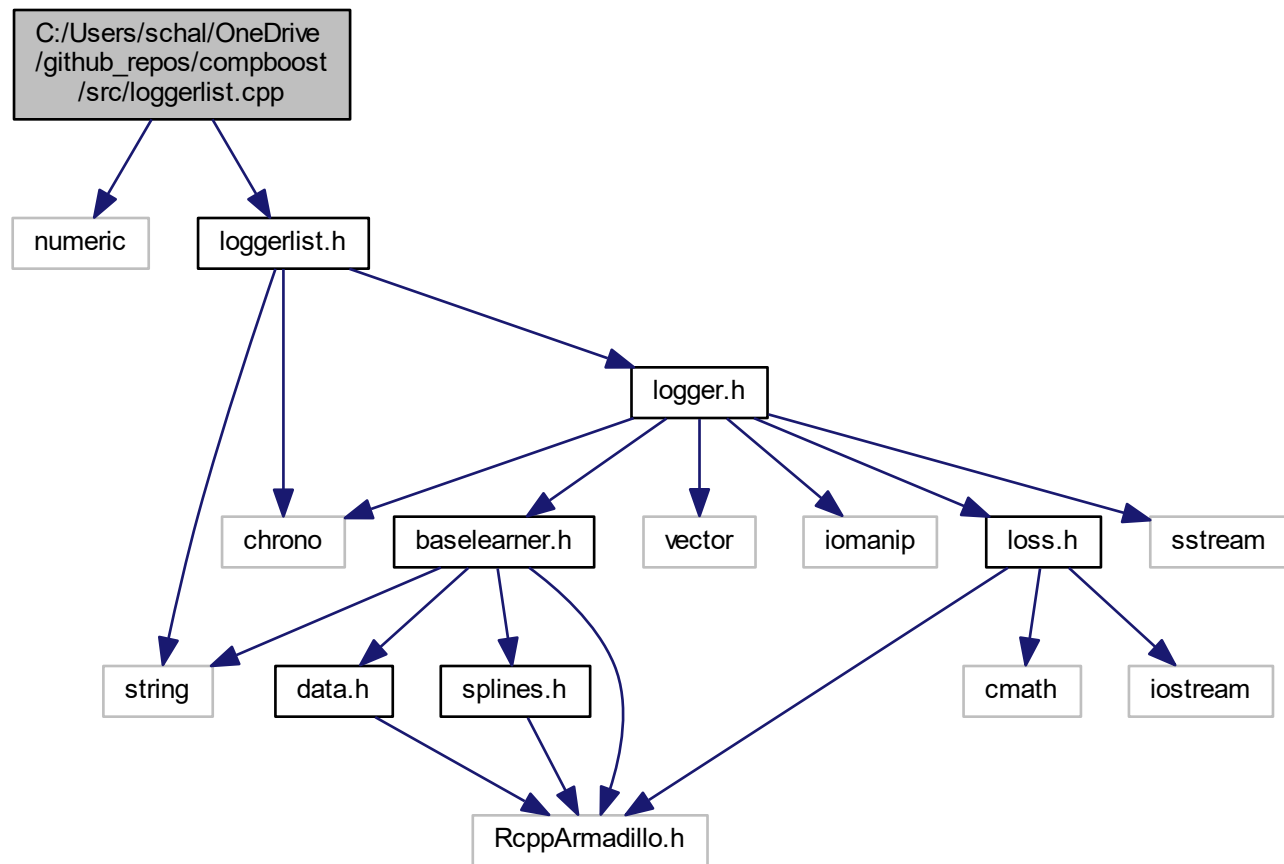 C:/Users/schal/OneDrive
/github_repos/compboost
/src/loggerlist.cpp
numeric
loggerlist.h
logger.h
chrono
baselearner.h
vector
iomanip
loss.h
sstream
string
data.h
splines.h
cmath
iostream
RcppArmadillo.h